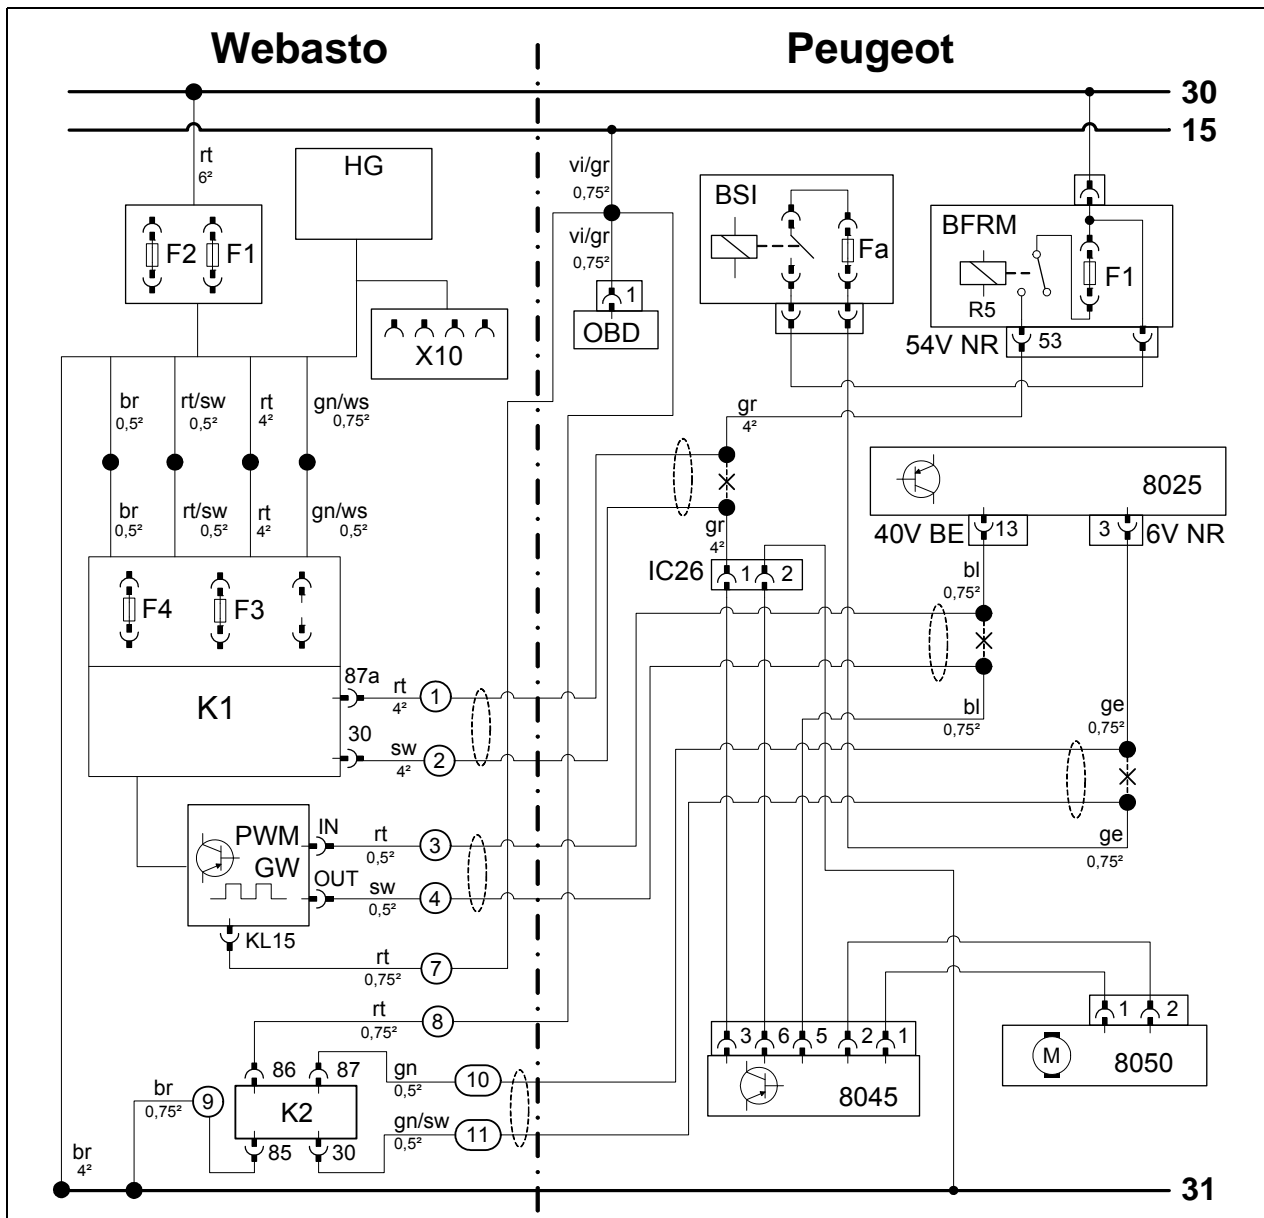 Webasto
Peugeot
30
15
rt
6²
HG
vi/gr
0,75²
BSI
BFRM
F2
F1
vi/gr
0,75²
Fa
F1
R5
1
OBD
X10
54V NR
53
br
0,5²
rt/sw
0,5²
rt
4²
gn/ws
0,75²
gr
4²
8025
br
0,5²
rt/sw
0,5²
rt
4²
gn/ws
0,5²
gr
4²
40V BE
13
3
6V NR
IC26
1
2
bl
0,75²
F4
F3
87a
rt
4²
1
K1
30
sw
4²
2
bl
0,75²
ge
0,75²
PWM
GW
IN
rt
0,5²
3
OUT
sw
0,5²
4
ge
0,75²
KL15
rt
0,75²
7
rt
0,75²
8
1
2
3
6
5
2
1
M
8050
86
87
gn
0,5²
10
8045
br
0,75²
9
K2
gn/sw
0,5²
11
85
30
br
4²
31